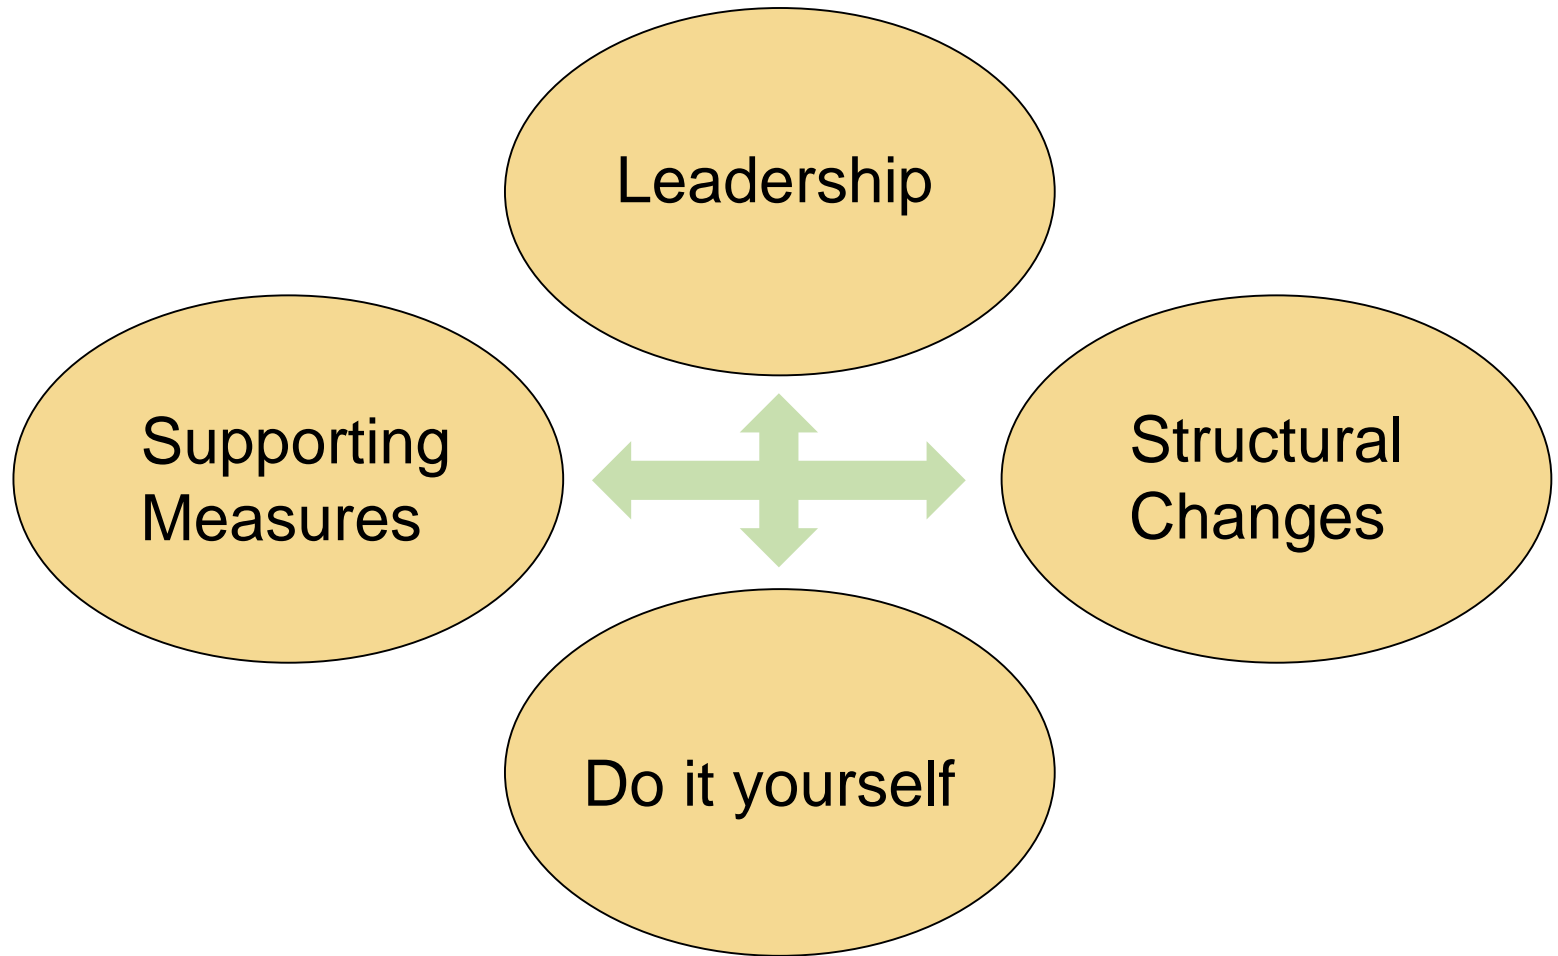 Leadership
Supporting
Measures
Structural
Changes
Do it yourself